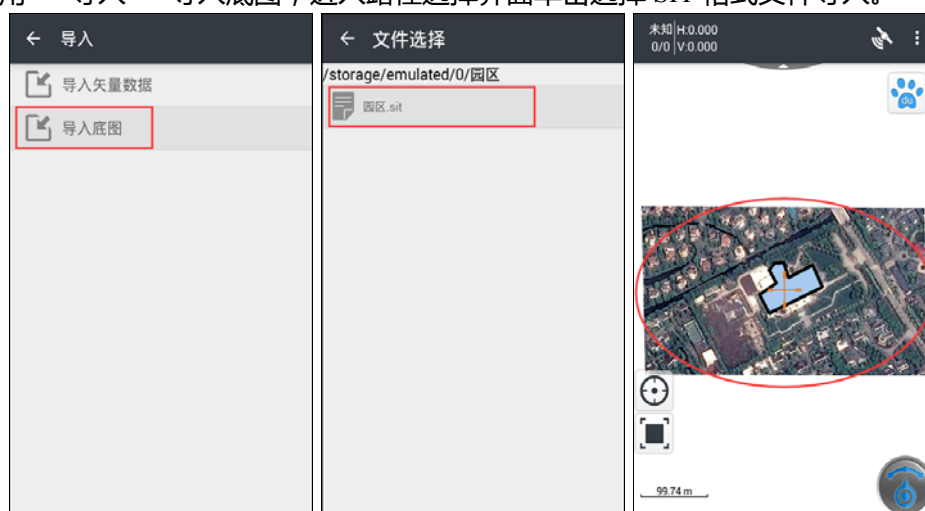 导入
导入矢量数据
导入底图
文件选择
/storage/emulated/0/园区
园区.sit
未知 H:0.000
0/0 V:0.000
du
99.74 m